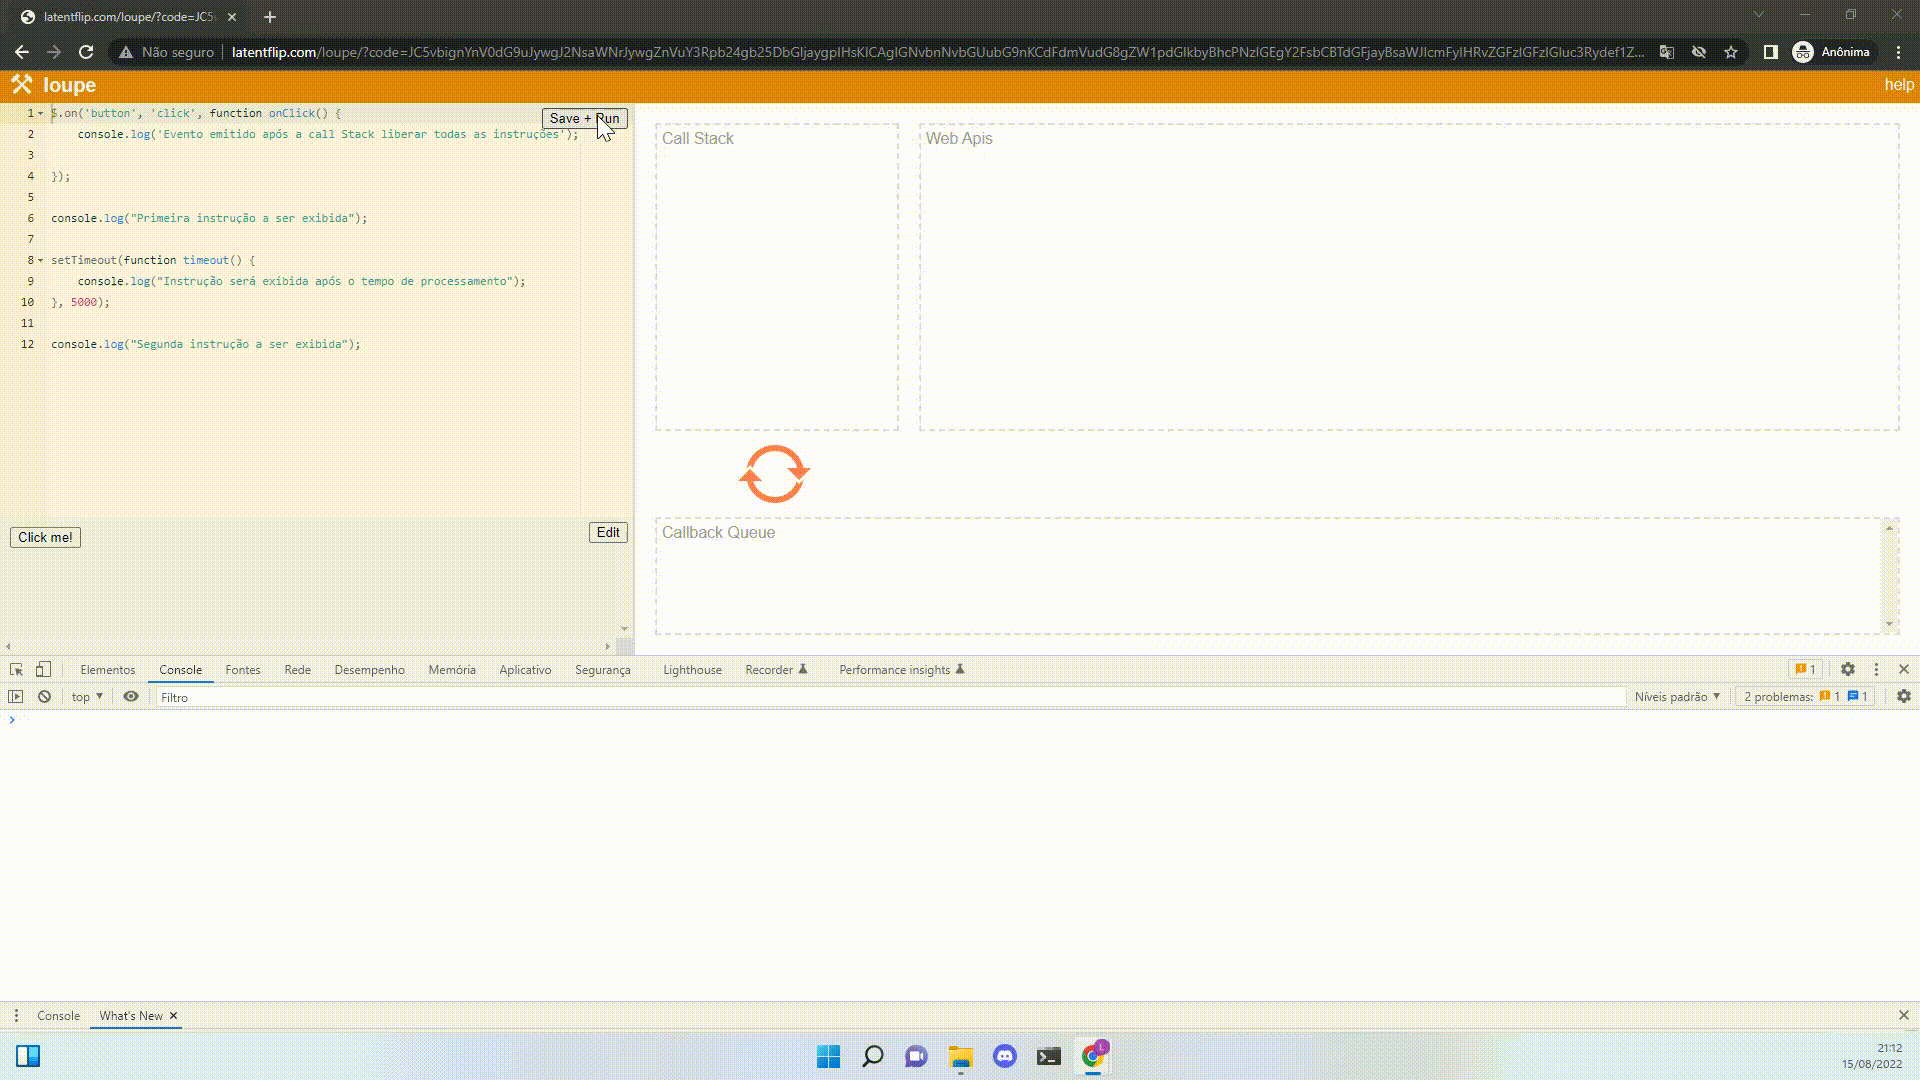 latentflip.com/loupe/?code=JC5
Não seguro
latentflip.com/loupe/?code=JC5vbignYnV0dG9uJywgJ2NsaWNrJywgZnVuY3Rpb24gb25DbGljaygpIHsKICAgIGNvbnNvbGUubG9nKCdFdmVudG8gZW1pdGlkbyBhcPNzIGEgY2FsbCBTdGFjayBsaWJlcmFyIHRvZGFzIGFzIGluc3Rydef1Z...
Anônima
loupe
help
1 $.on('button', 'click', function onClick() {
Save + Run
2 console.log('Evento emitido após a call Stack liberar todas as instruções');
3
4 });
5
6 console.log("Primeira instrução a ser exibida");
7
8 setTimeout(function timeout() {
9 console.log("Instrução será exibida após o tempo de processamento");
10 }, 5000);
11
12 console.log("Segunda instrução a ser exibida");
Click me!
Edit
Call Stack
Web Apis
Callback Queue
Elementos Console Fontes Rede Desempenho Memória Aplicativo Segurança Lighthouse Recorder Performance insights 1
top Filtro Níveis padrão 2 problemas: 1 1
Console What's New
L
21:12
15/08/2022